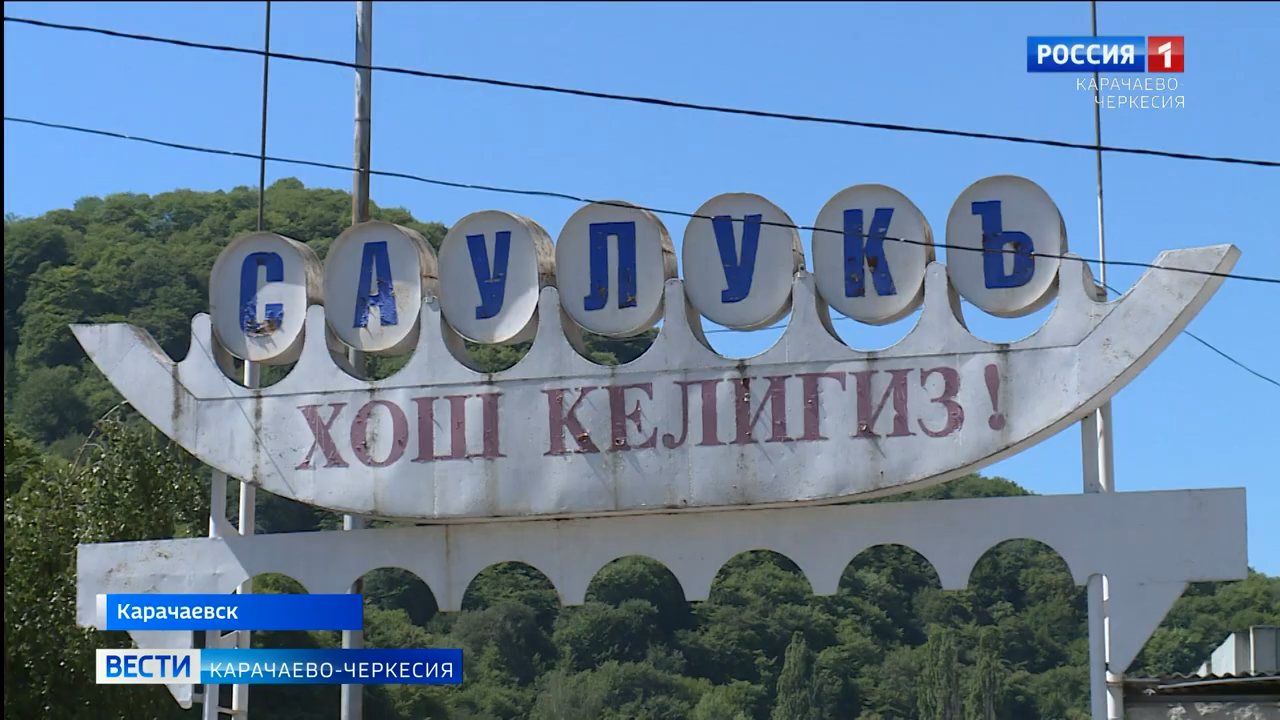 РОССИЯ 1
КАРАЧАЕВО-
ЧЕРКЕСИЯ
САУЛУКЪ
ХОШ КЕЛИГИЗ!
Карачаевск
ВЕСТИ КАРАЧАЕВО-ЧЕРКЕСИЯ